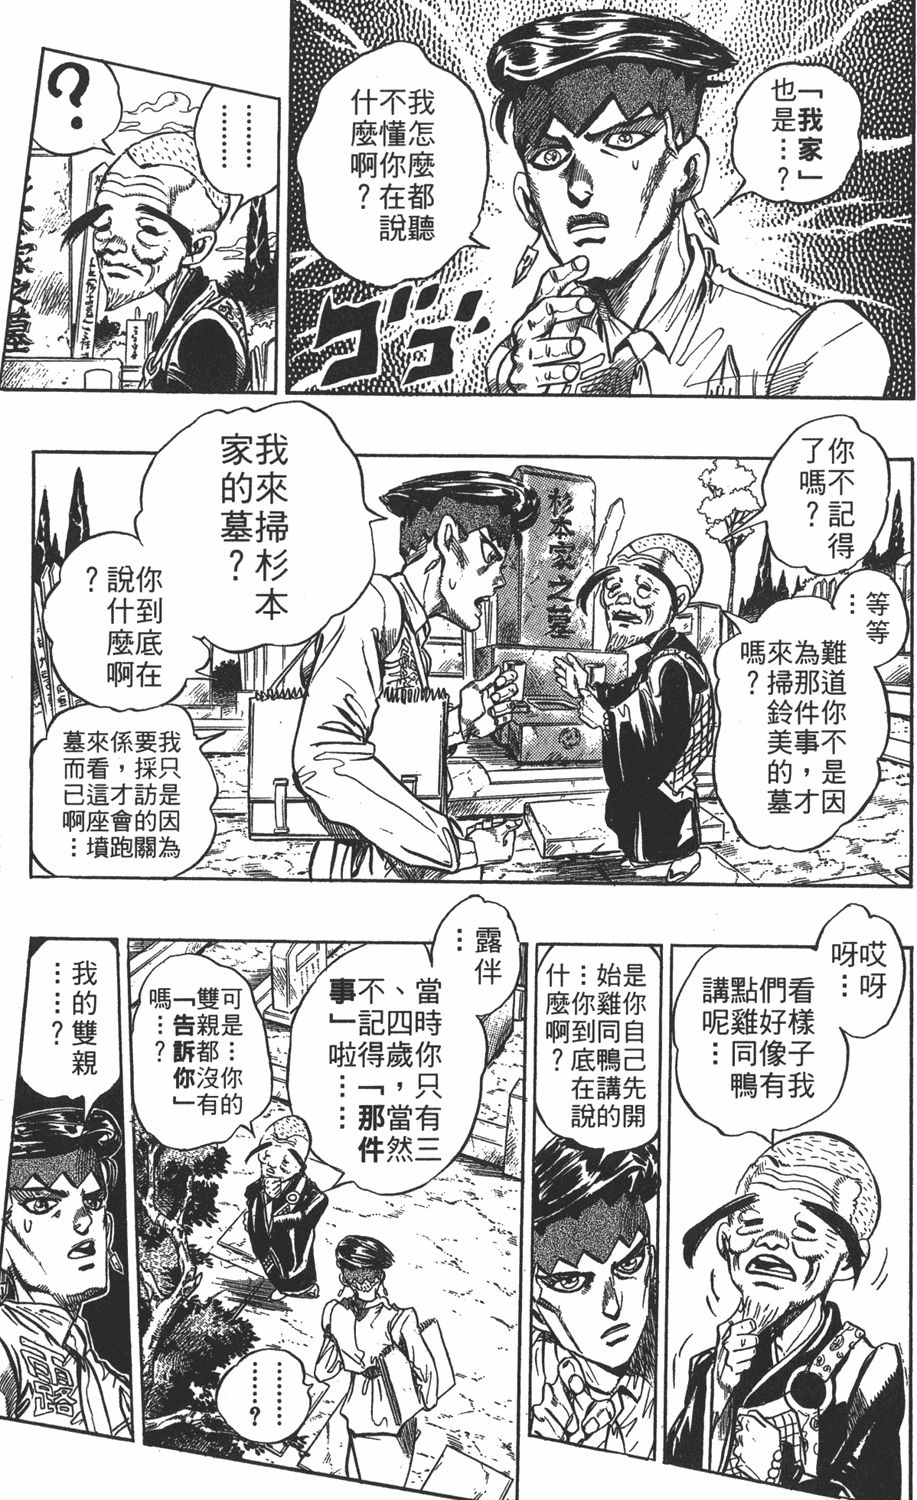 「我家」
也是…？
我怎麼都聽
不懂你在說
什麼啊？
ゴゴ
………
？
你不記得
了嗎？
等等
…
難道你不是因
為那件事，才
來掃鈴美的墓
嗎？
杉本家之墓
我來掃杉本
家的墓？
你到底在
說什麼啊
？
我只是因為
要採訪的關
係，才會跑
來看這座墳
墓而已啊…
哎呀
呀…
看樣子我
們好像有
點雞同鴨
講呢…
是你自己先開
始雞同鴨講的
…你到底在說
什麼啊？
露伴
…
當時你只有三
、四歲，當然
不記得「那件
事」啦……
可是…你的
雙親都沒有
「告訴你」
嗎…？
………？
我的雙親
……？
露